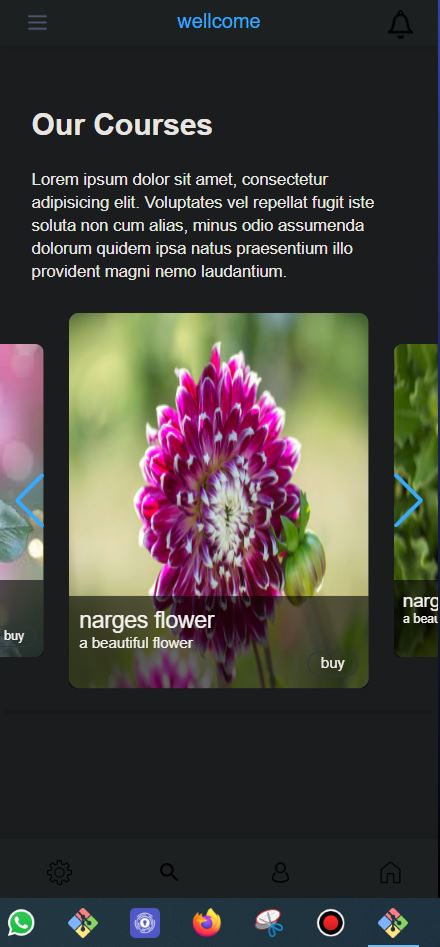 wellcome
Our Courses
Lorem ipsum dolor sit amet, consectetur
adipisicing elit. Voluptates vel repellat fugit iste
soluta non cum alias, minus odio assumenda
dolorum quidem ipsa natus praesentium illo
provident magni nemo laudantium.
narges flower
a beautiful flower
buy
buy
narg
a beau